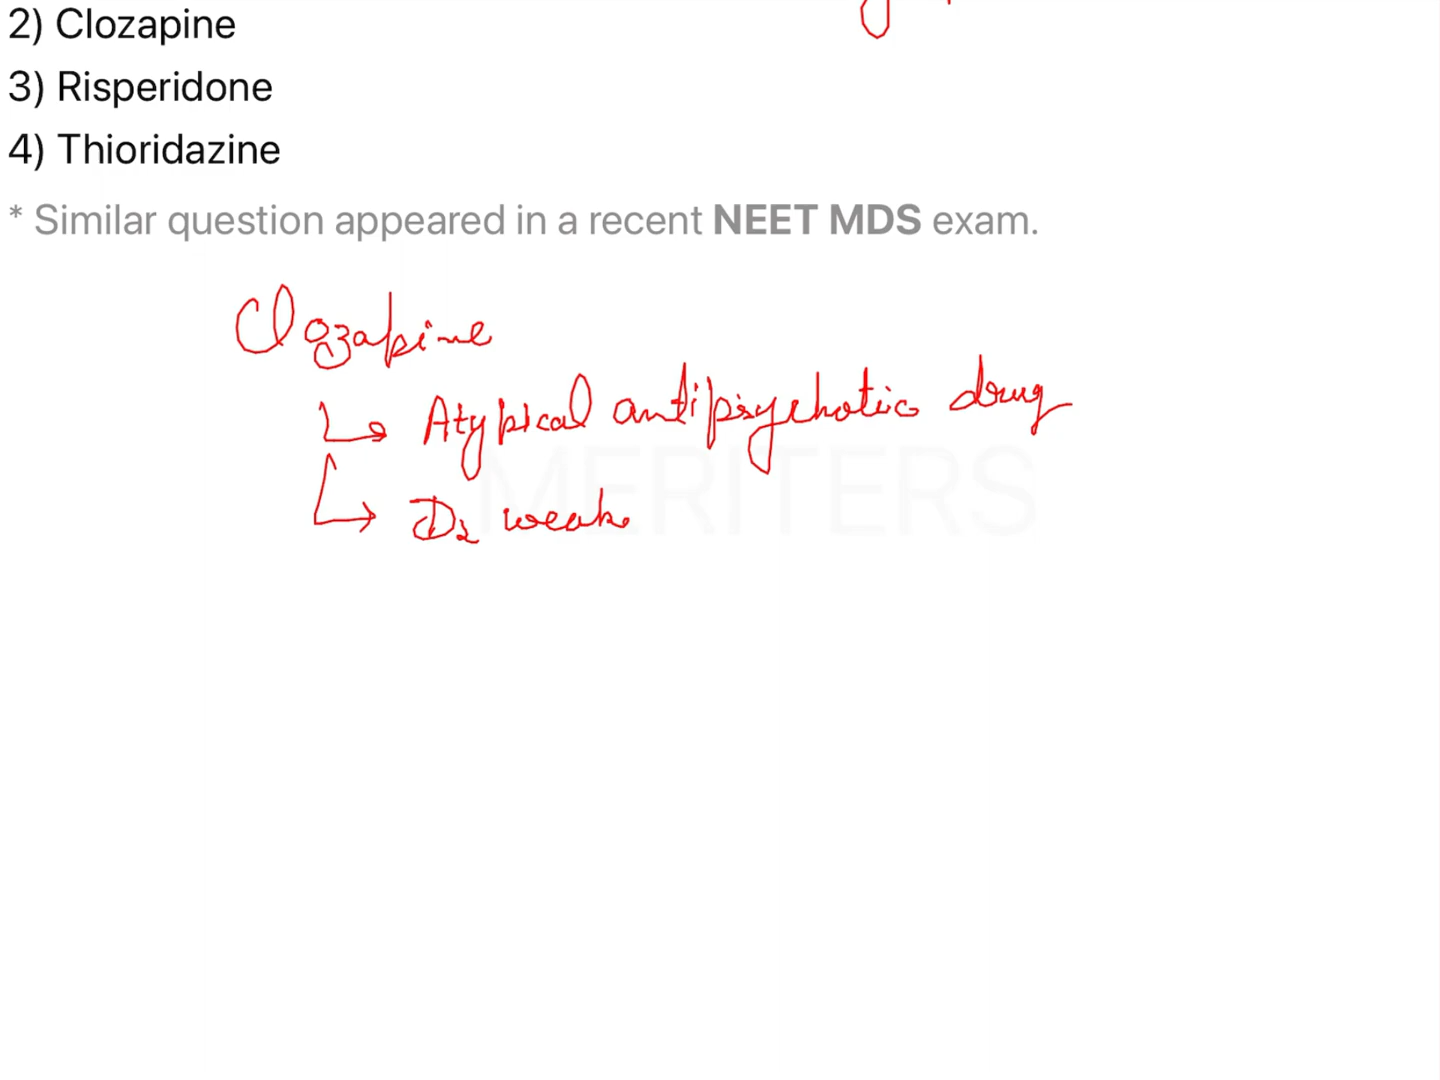 2) Clozapine
3) Risperidone
4) Thioridazine
* Similar question appeared in a recent NEET MDS exam.
Clozapine
↳ Atypical antipsychotic drug
↳ D₂ weak
MERITERS